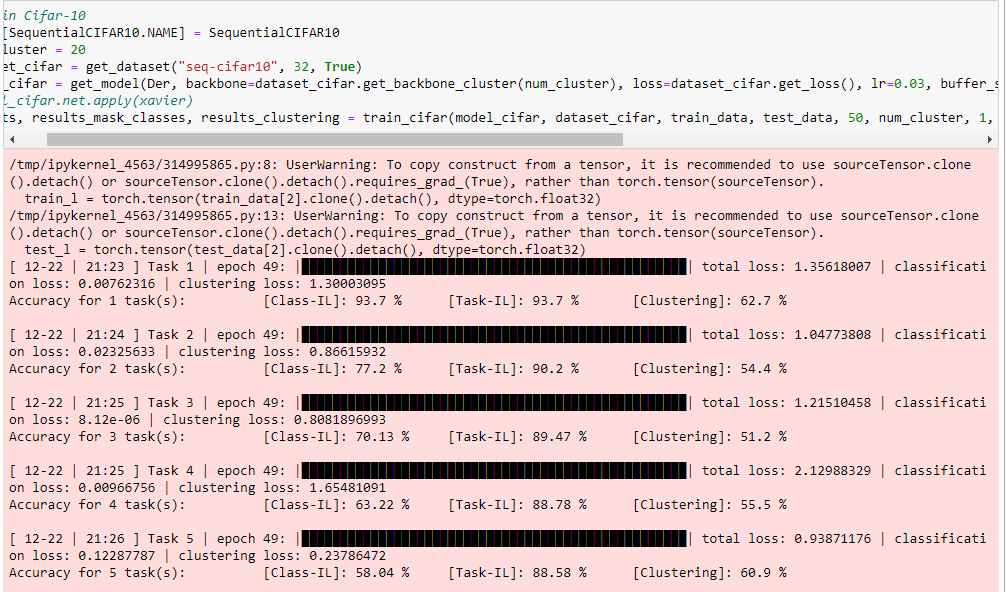 in Cifar-10
[SequentialCIFAR10.NAME] = SequentialCIFAR10
luster = 20
et_cifar = get_dataset("seq-cifar10", 32, True)
_cifar = get_model(Der, backbone=dataset_cifar.get_backbone_cluster(num_cluster), loss=dataset_cifar.get_loss(), lr=0.03, buffer_s
l_cifar.net.apply(xavier)
ts, results_mask_classes, results_clustering = train_cifar(model_cifar, dataset_cifar, train_data, test_data, 50, num_cluster, 1,
/tmp/ipykernel_4563/314995865.py:8: UserWarning: To copy construct from a tensor, it is recommended to use sourceTensor.clone
().detach() or sourceTensor.clone().detach().requires_grad_(True), rather than torch.tensor(sourceTensor).
train_l = torch.tensor(train_data[2].clone().detach(), dtype=torch.float32)
/tmp/ipykernel_4563/314995865.py:13: UserWarning: To copy construct from a tensor, it is recommended to use sourceTensor.clone
().detach() or sourceTensor.clone().detach().requires_grad_(True), rather than torch.tensor(sourceTensor).
test_l = torch.tensor(test_data[2].clone().detach(), dtype=torch.float32)
[ 12-22 | 21:23 ] Task 1 | epoch 49: | | total loss: 1.35618007 | classificati
on loss: 0.00762316 | clustering loss: 1.30003095
Accuracy for 1 task(s): [Class-IL]: 93.7 % [Task-IL]: 93.7 % [Clustering]: 62.7 %
[ 12-22 | 21:24 ] Task 2 | epoch 49: | | total loss: 1.04773808 | classificati
on loss: 0.02325633 | clustering loss: 0.86615932
Accuracy for 2 task(s): [Class-IL]: 77.2 % [Task-IL]: 90.2 % [Clustering]: 54.4 %
[ 12-22 | 21:25 ] Task 3 | epoch 49: | | total loss: 1.21510458 | classificati
on loss: 8.12e-06 | clustering loss: 0.8081896993
Accuracy for 3 task(s): [Class-IL]: 70.13 % [Task-IL]: 89.47 % [Clustering]: 51.2 %
[ 12-22 | 21:25 ] Task 4 | epoch 49: | | total loss: 2.12988329 | classificati
on loss: 0.00966756 | clustering loss: 1.65481091
Accuracy for 4 task(s): [Class-IL]: 63.22 % [Task-IL]: 88.78 % [Clustering]: 55.5 %
[ 12-22 | 21:26 ] Task 5 | epoch 49: | | total loss: 0.93871176 | classificati
on loss: 0.12287787 | clustering loss: 0.23786472
Accuracy for 5 task(s): [Class-IL]: 58.04 % [Task-IL]: 88.58 % [Clustering]: 60.9 %